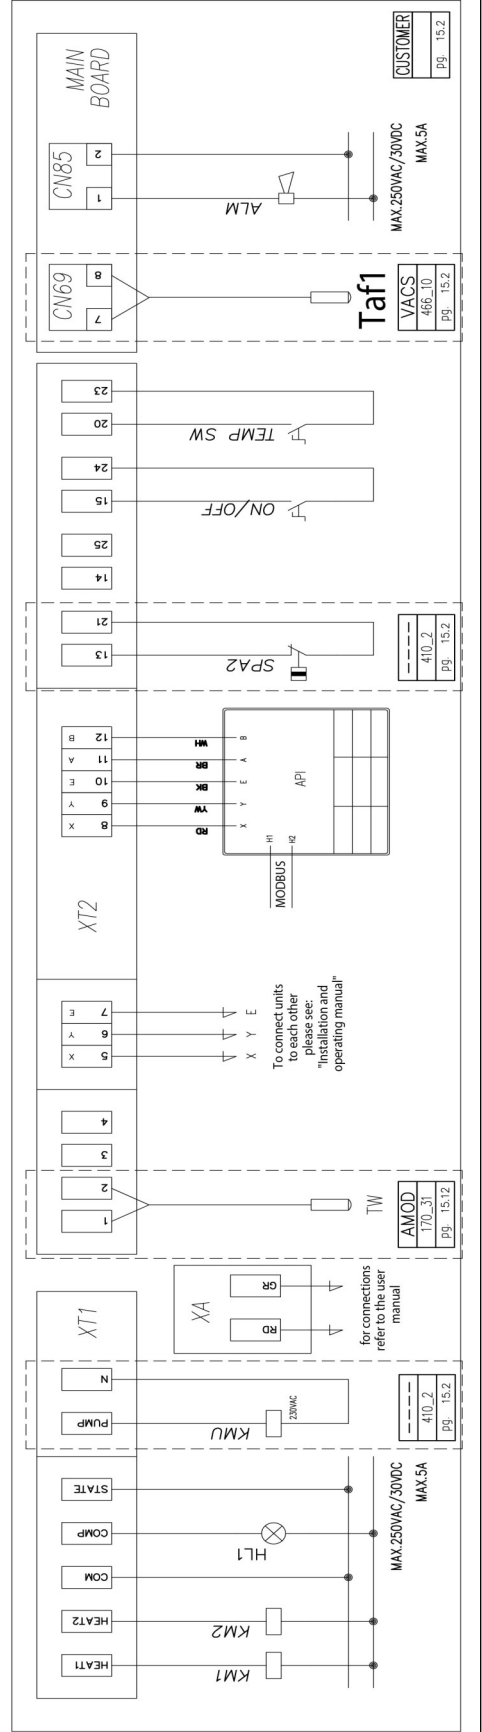 MAIN
BOARD
CN85
2
1
ALM
MAX.250VAC/30VDC
MAX.5A
CUSTOMER
pg. 15.2
CN69
8
7
Taf1
VACS
466_10
pg. 15.2
23
20
TEMP SW
24
15
ON/OFF
25
14
21
13
SPA2
-----
410_2
pg. 15.2
XT2
B 12
A 11
E 10
Y 9
X 8
WH
BR
BK
YW
RD
B
A
E
Y
X
API
H1
H2
MODBUS
E 7
Y 6
X 5
X Y E
To connect units
to each other
please see:
"Installation and
operating manual"
4
3
2
1
TW
AMOD
170_31
pg. 15.12
XA
GR
RD
for connections
refer to the user
manual
XT1
N
PUMP
KMU
230VAC
-----
410_2
pg. 15.2
STATE
COMP
COM
HEAT2
HEAT1
HL1
KM2
KM1
MAX.250VAC/30VDC
MAX.5A